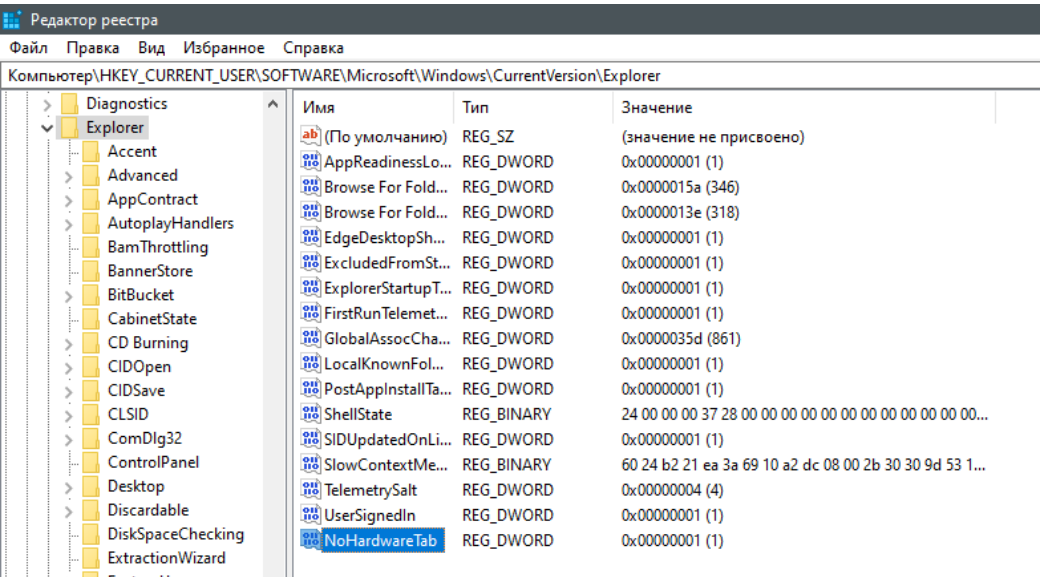 Редактор реестра
Файл Правка Вид Избранное Справка
Компьютер\HKEY_CURRENT_USER\SOFTWARE\Microsoft\Windows\CurrentVersion\Explorer
Diagnostics
Explorer
Accent
Advanced
AppContract
AutoplayHandlers
BamThrottling
BannerStore
BitBucket
CabinetState
CD Burning
CIDOpen
CIDSave
CLSID
ComDlg32
ControlPanel
Desktop
Discardable
DiskSpaceChecking
ExtractionWizard
Имя Тип Значение
(По умолчанию) REG_SZ (значение не присвоено)
AppReadinessLo... REG_DWORD 0x00000001 (1)
Browse For Fold... REG_DWORD 0x0000015a (346)
Browse For Fold... REG_DWORD 0x0000013e (318)
EdgeDesktopSh... REG_DWORD 0x00000001 (1)
ExcludedFromSt... REG_DWORD 0x00000001 (1)
ExplorerStartupT... REG_DWORD 0x00000001 (1)
FirstRunTelemet... REG_DWORD 0x00000001 (1)
GlobalAssocCha... REG_DWORD 0x0000035d (861)
LocalKnownFol... REG_DWORD 0x00000001 (1)
PostAppInstallTa... REG_DWORD 0x00000001 (1)
ShellState REG_BINARY 24 00 00 00 37 28 00 00 00 00 00 00 00 00 00 00 00...
SIDUpdatedOnLi... REG_DWORD 0x00000001 (1)
SlowContextMe... REG_BINARY 60 24 b2 21 ea 3a 69 10 a2 dc 08 00 2b 30 30 9d 53 1...
TelemetrySalt REG_DWORD 0x00000004 (4)
UserSignedIn REG_DWORD 0x00000001 (1)
NoHardwareTab REG_DWORD 0x00000001 (1)